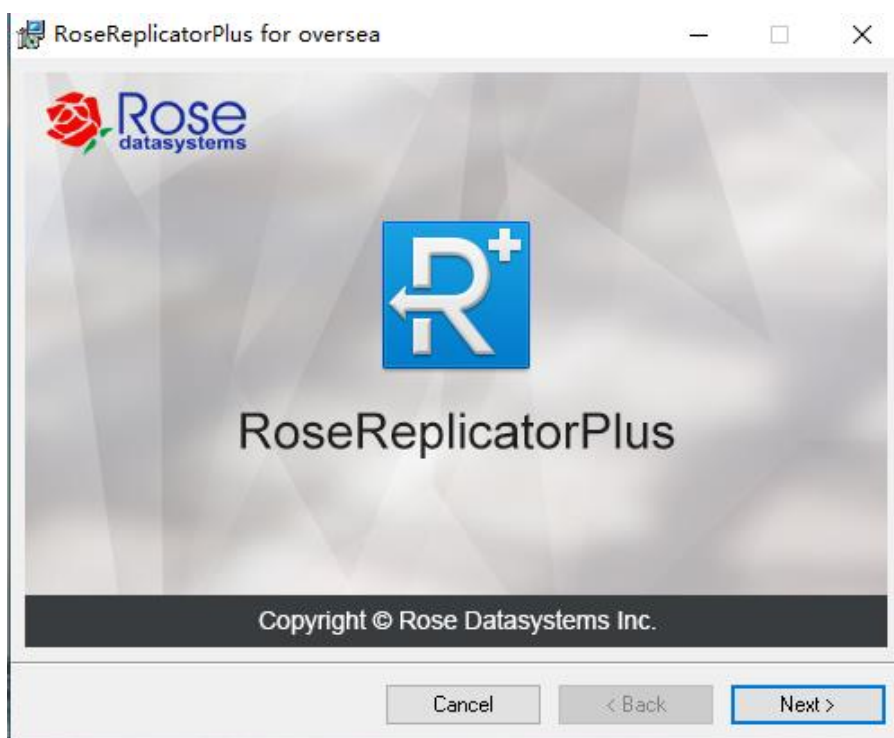 RoseReplicatorPlus for oversea
Rose
datasystems
R+
RoseReplicatorPlus
Copyright © Rose Datasystems Inc.
Cancel
< Back
Next >